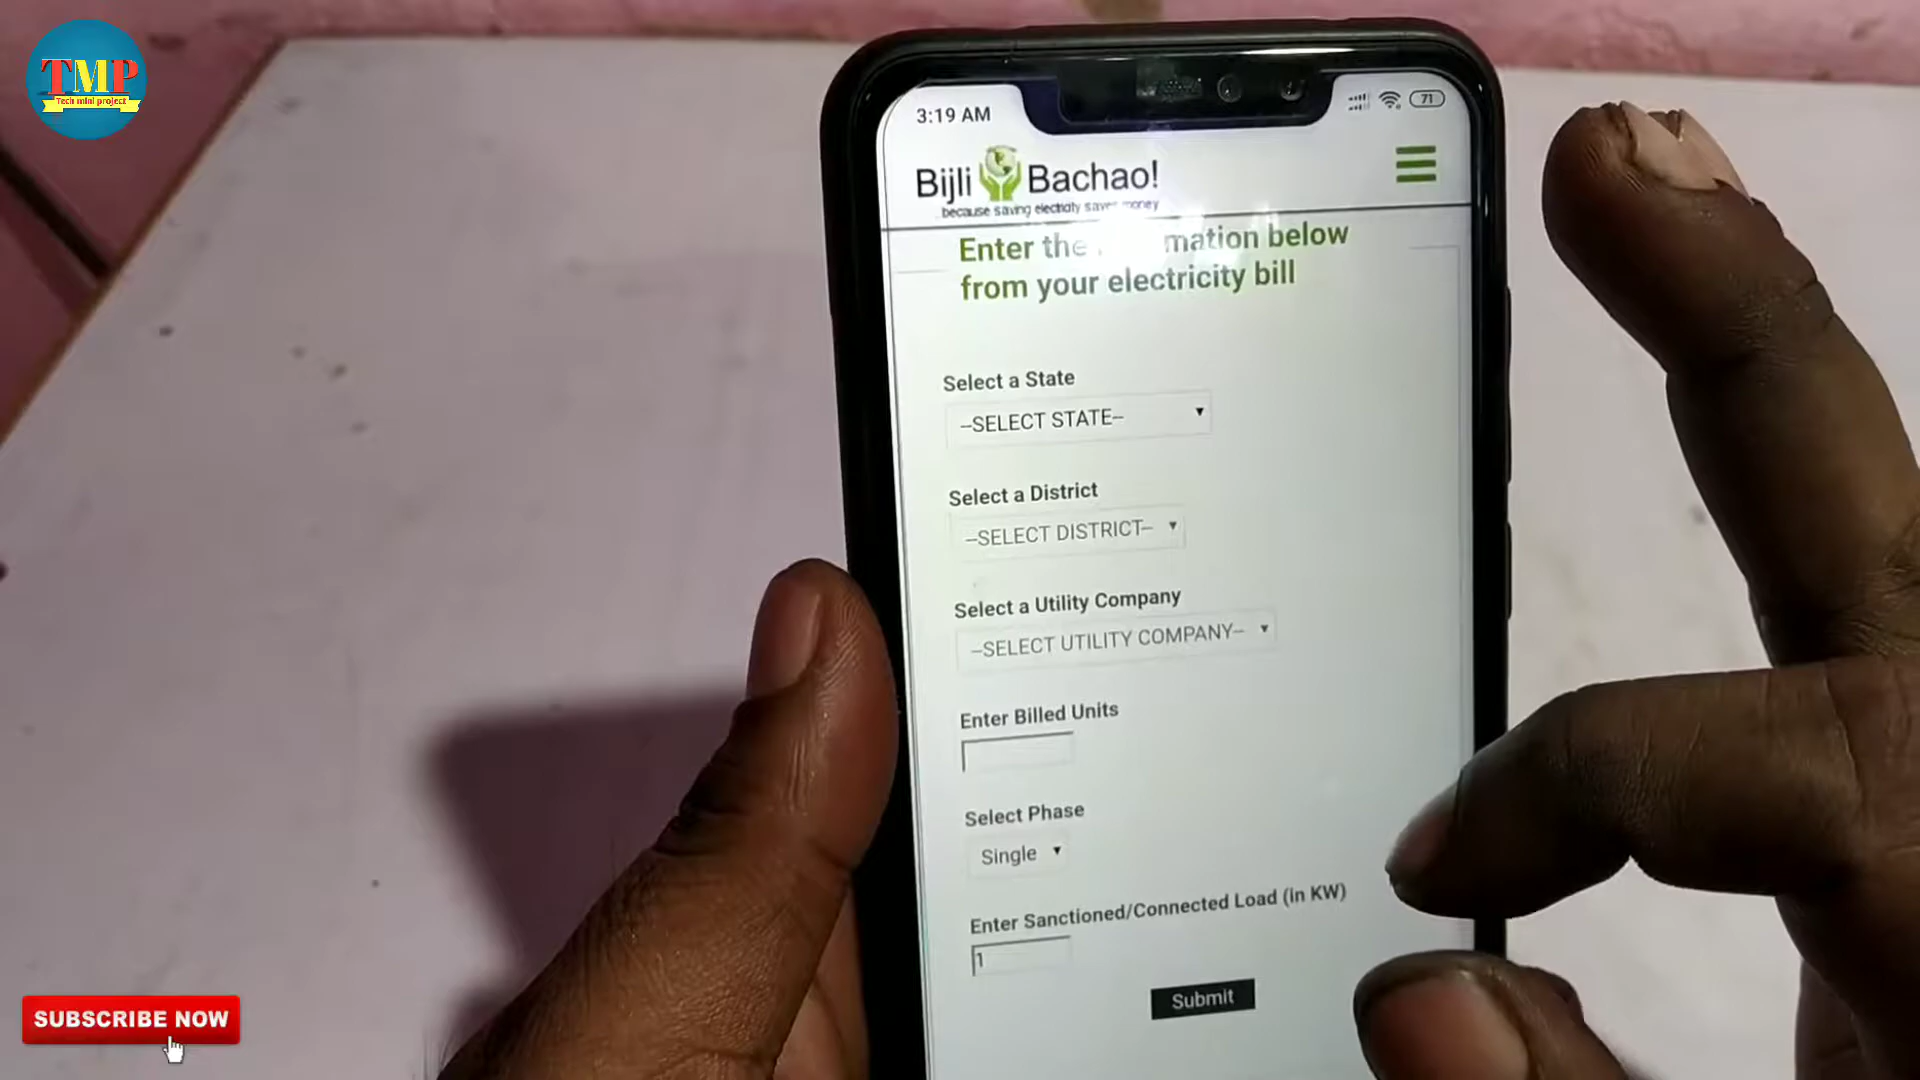 TMP
Tech mini project
3:19 AM
71
Bijli Bachao!
because saving electricity saves money
Enter the mation below
from your electricity bill
Select a State
--SELECT STATE--
Select a District
--SELECT DISTRICT--
Select a Utility Company
--SELECT UTILITY COMPANY--
Enter Billed Units
Select Phase
Single
Enter Sanctioned/Connected Load (in KW)
1
Submit
SUBSCRIBE NOW